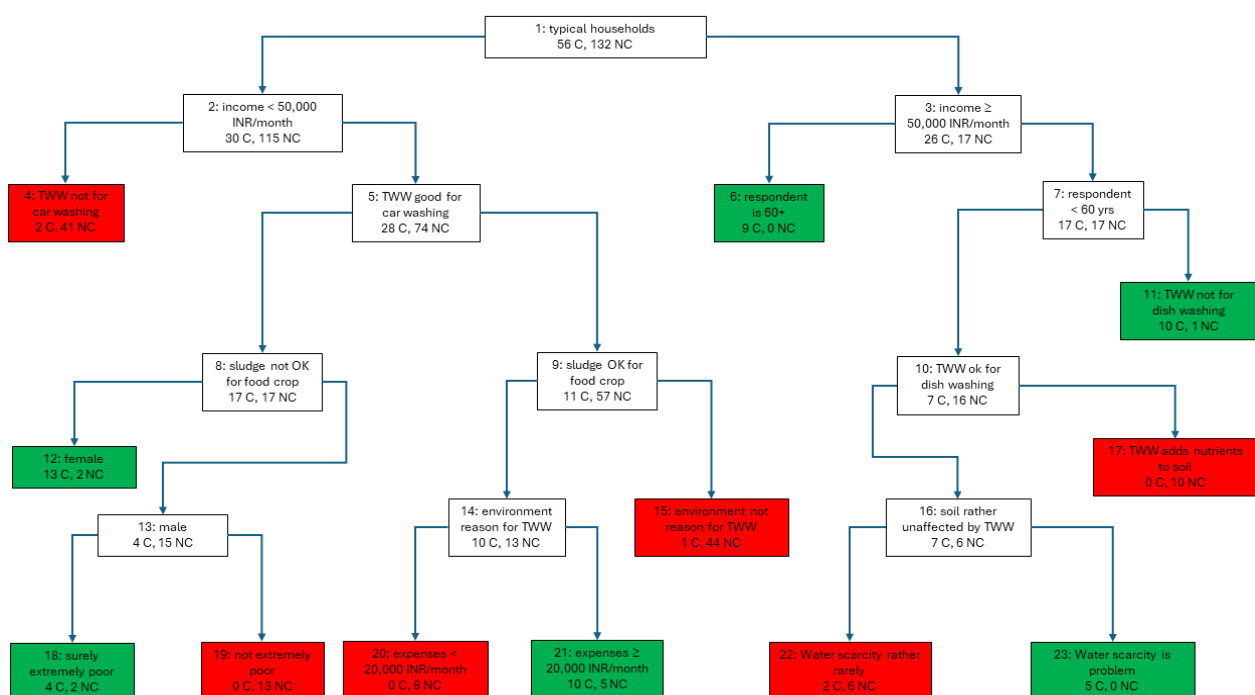 1: typical households
56 C, 132 NC
2: income < 50,000
INR/month
30 C, 115 NC
3: income ≥
50,000 INR/month
26 C, 17 NC
4: TWW not for
car washing
2 C, 41 NC
5: TWW good for
car washing
28 C, 74 NC
6: respondent
is 60+
9 C, 0 NC
7: respondent
< 60 yrs
17 C, 17 NC
11: TWW not for
dish washing
10 C, 1 NC
8: sludge not OK
for food crop
17 C, 17 NC
9: sludge OK for
food crop
11 C, 57 NC
10: TWW ok for
dish washing
7 C, 16 NC
12: female
13 C, 2 NC
17: TWW adds nutrients
to soil
0 C, 10 NC
13: male
4 C, 15 NC
14: environment
reason for TWW
10 C, 13 NC
15: environment not
reason for TWW
1 C, 44 NC
16: soil rather
unaffected by TWW
7 C, 6 NC
18: surely
extremely poor
4 C, 2 NC
19: not extremely
poor
0 C, 13 NC
20: expenses <
20,000 INR/month
0 C, 8 NC
21: expenses ≥
20,000 INR/month
10 C, 5 NC
22: Water scarcity rather
rarely
2 C, 6 NC
23: Water scarcity is
problem
5 C, 0 NC